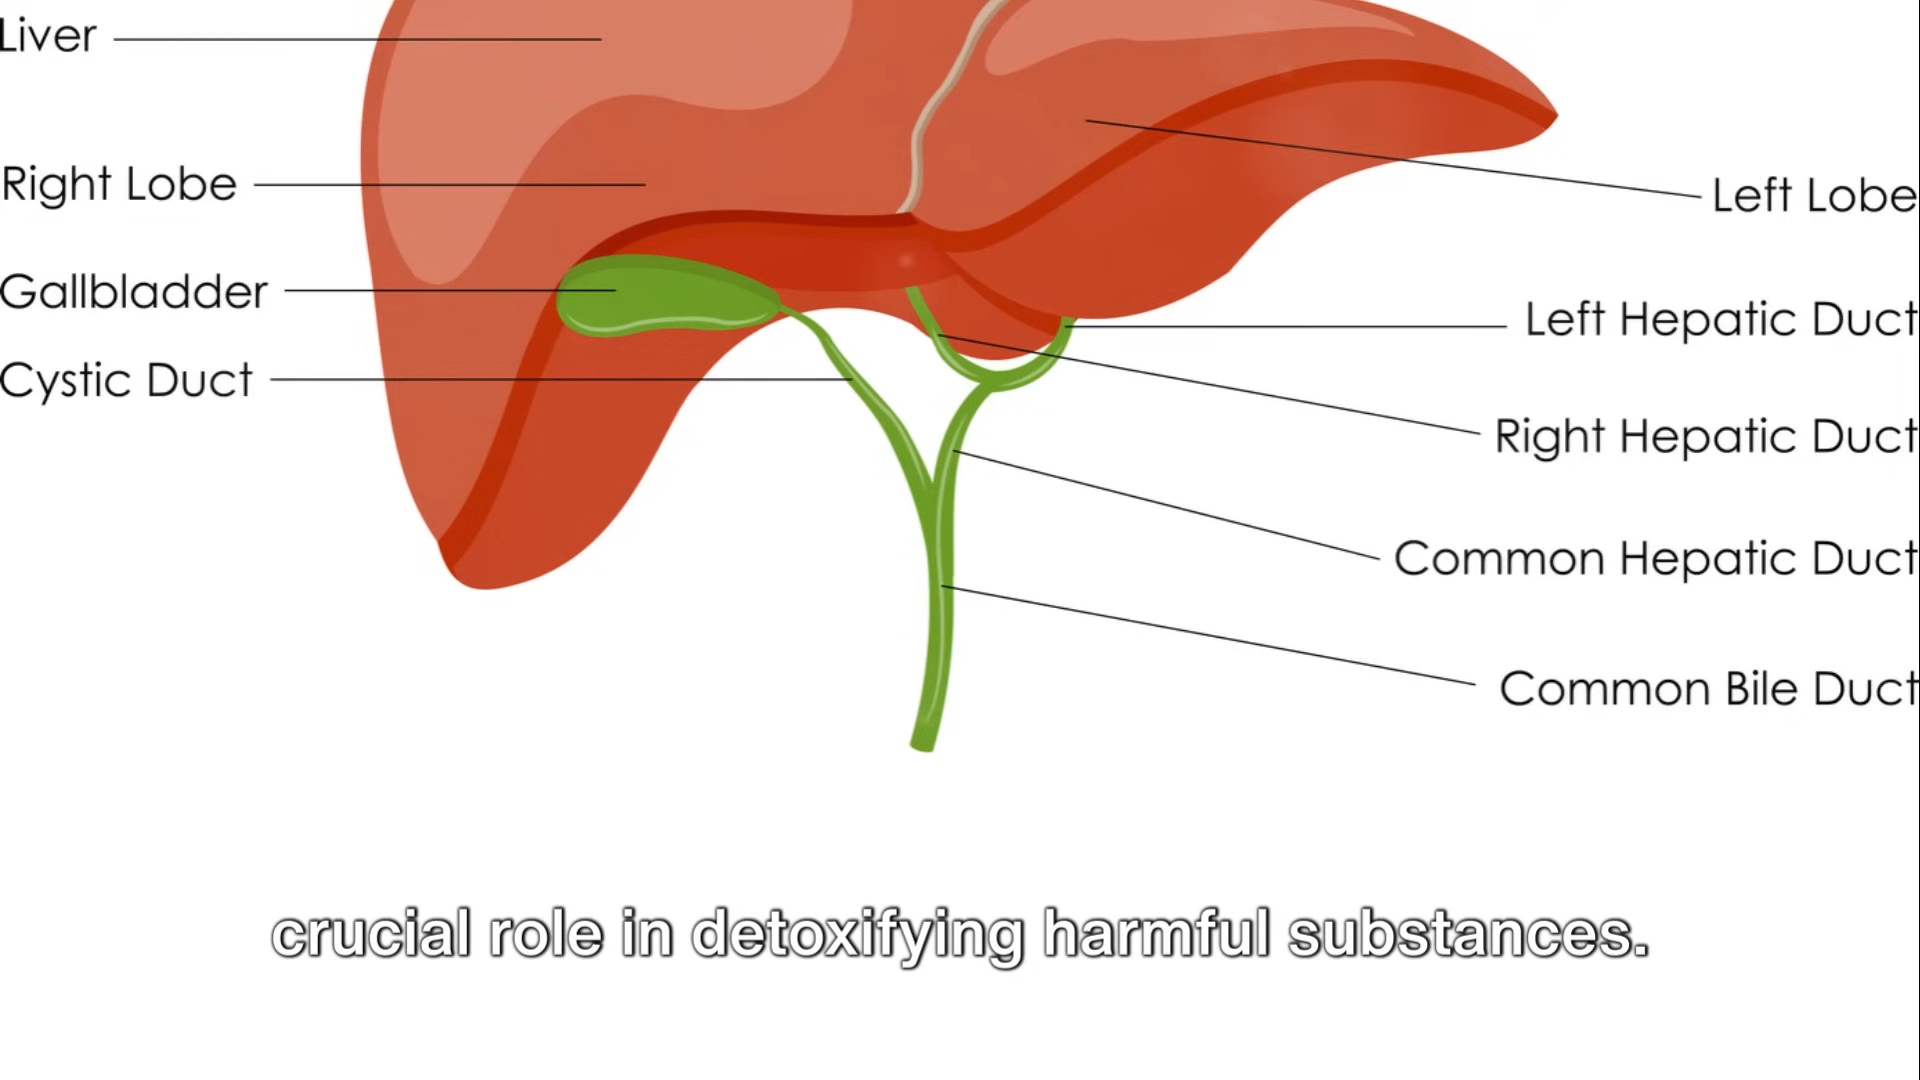 Liver
Right Lobe
Gallbladder
Cystic Duct
Left Lobe
Left Hepatic Duct
Right Hepatic Duct
Common Hepatic Duct
Common Bile Duct
crucial role in detoxifying harmful substances.